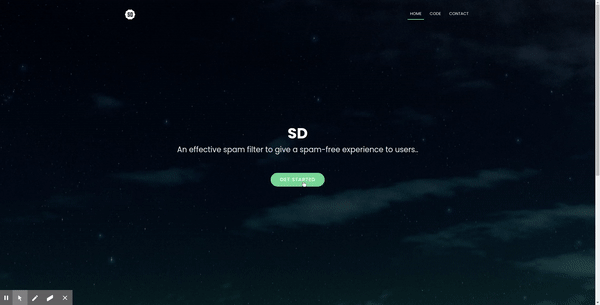 SD
HOME CODE CONTACT
SD
An effective spam filter to give a spam-free experience to users..
GET STARTED